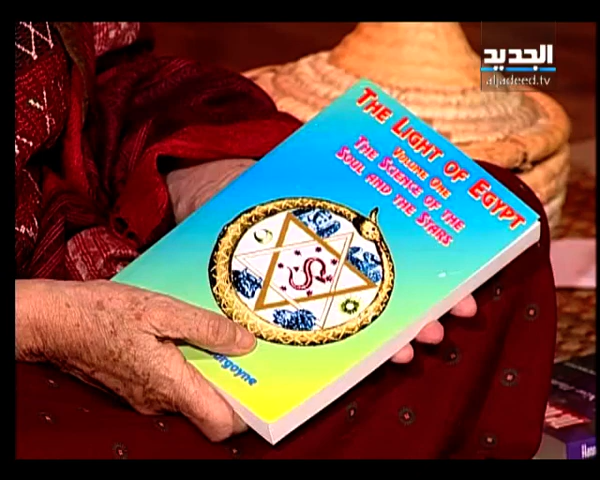 الجديد
aljadeed.tv
THE LIGHT OF EGYPT
VOLUME ONE
THE SCIENCE OF THE
SOUL AND THE STARS